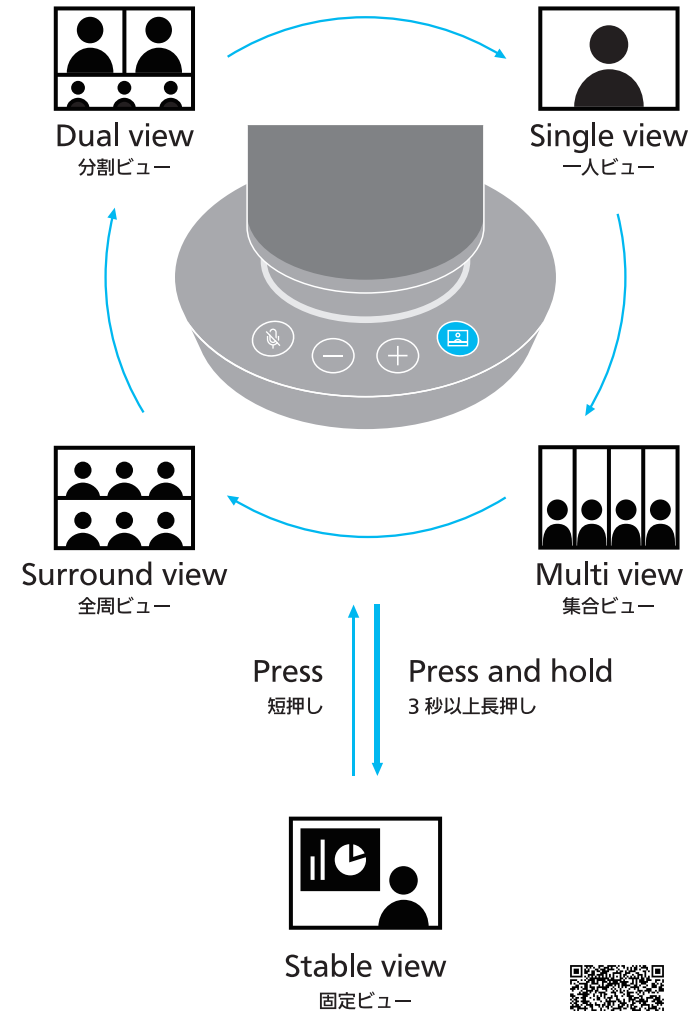 Dual view
分割ビュー
Single view
一人ビュー
Surround view
全周ビュー
Multi view
集合ビュー
Press
短押し
Press and hold
3 秒以上長押し
Stable view
固定ビュー